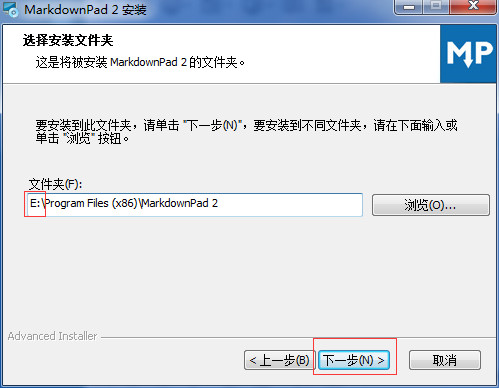 MarkdownPad 2 安装
选择安装文件夹
这是将被安装 MarkdownPad 2 的文件夹。
MP
要安装到此文件夹，请单击 "下一步(N)"，要安装到不同文件夹，请在下面输入或
单击 "浏览" 按钮。
文件夹(F):
E:\Program Files (x86)\MarkdownPad 2
浏览(O)...
Advanced Installer
< 上一步(B)
下一步(N) >
取消